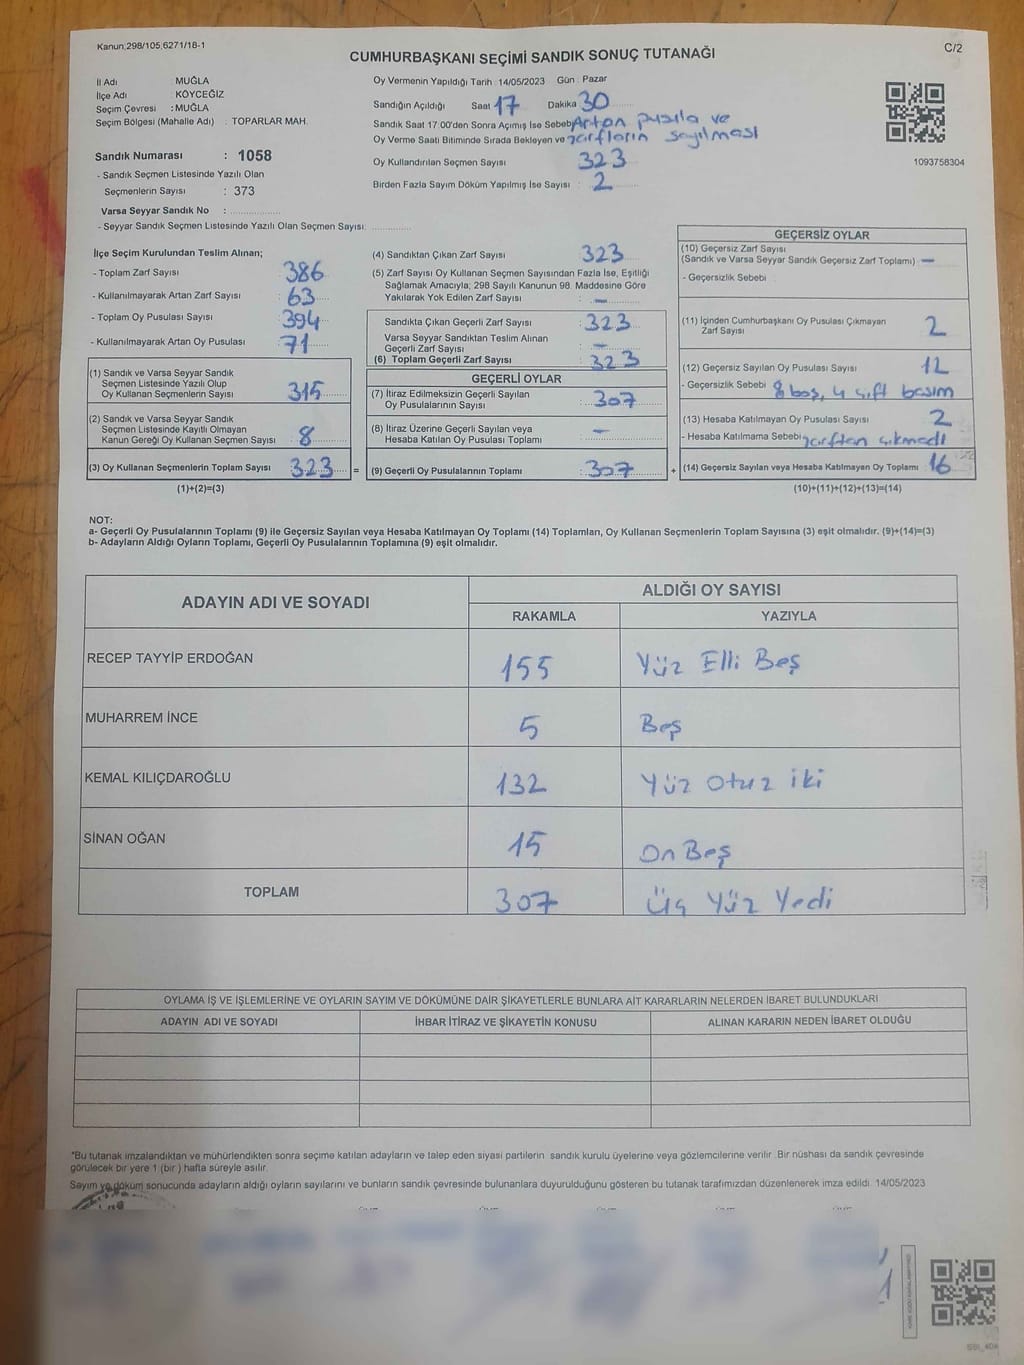 Kanun;298/105;6271/18-1
C/2
CUMHURBAŞKANI SEÇİMİ SANDIK SONUÇ TUTANAĞI
İl Adı : MUĞLA
İlçe Adı : KÖYCEĞİZ
Seçim Çevresi : MUĞLA
Seçim Bölgesi (Mahalle Adı) : TOPARLAR MAH.
Sandık Numarası : 1058
- Sandık Seçmen Listesinde Yazılı Olan
Seçmenlerin Sayısı : 373
Varsa Seyyar Sandık No :
- Seyyar Sandık Seçmen Listesinde Yazılı Olan Seçmen Sayısı:
Oy Vermenin Yapıldığı Tarih : 14/05/2023 Gün : Pazar
Sandığın Açıldığı Saat 17 Dakika 30
Sandık Saat 17:00'den Sonra Açımış İse Sebebi Artan pusula ve
Oy Verme Saati Bitiminde Sırada Bekleyen ve zarfların sayılması
Oy Kullandırılan Seçmen Sayısı 323
Birden Fazla Sayım Döküm Yapılmış İse Sayısı : 2
1093758304
İlçe Seçim Kurulundan Teslim Alınan;
- Toplam Zarf Sayısı : 386
- Kullanılmayarak Artan Zarf Sayısı : 63
- Toplam Oy Pusulası Sayısı : 394
- Kullanılmayarak Artan Oy Pusulası : 71
(1) Sandık ve Varsa Seyyar Sandık
Seçmen Listesinde Yazılı Olup
Oy Kullanan Seçmenlerin Sayısı : 315
(2) Sandık ve Varsa Seyyar Sandık
Seçmen Listesinde Kayıtlı Olmayan
Kanun Gereği Oy Kullanan Seçmen Sayısı : 8
(3) Oy Kullanan Seçmenlerin Toplam Sayısı : 323
(1)+(2)=(3)
(4) Sandıktan Çıkan Zarf Sayısı : 323
(5) Zarf Sayısı Oy Kullanan Seçmen Sayısından Fazla İse, Eşitliği
Sağlamak Amacıyla; 298 Sayılı Kanunun 98. Maddesine Göre
Yakılarak Yok Edilen Zarf Sayısı : —
Sandıkta Çıkan Geçerli Zarf Sayısı : 323
Varsa Seyyar Sandıktan Teslim Alınan
Geçerli Zarf Sayısı : —
(6) Toplam Geçerli Zarf Sayısı : 323
GEÇERLİ OYLAR
(7) İtiraz Edilmeksizin Geçerli Sayılan
Oy Pusulalarının Sayısı : 307
(8) İtiraz Üzerine Geçerli Sayılan veya
Hesaba Katılan Oy Pusulası Toplamı : —
= (9) Geçerli Oy Pusulalarının Toplamı : 307 +
GEÇERSİZ OYLAR
(10) Geçersiz Zarf Sayısı
(Sandık ve Varsa Seyyar Sandık Geçersiz Zarf Toplamı) : —
- Geçersizlik Sebebi :
(11) İçinden Cumhurbaşkanı Oy Pusulası Çıkmayan
Zarf Sayısı : 2
(12) Geçersiz Sayılan Oy Pusulası Sayısı : 12
- Geçersizlik Sebebi : 8 boş, 4 çift basım
(13) Hesaba Katılmayan Oy Pusulası Sayısı : 2
- Hesaba Katılmama Sebebi zarftan çıkmadı
(14) Geçersiz Sayılan veya Hesaba Katılmayan Oy Toplamı : 16
(10)+(11)+(12)+(13)=(14)
NOT:
a- Geçerli Oy Pusulalarının Toplamı (9) ile Geçersiz Sayılan veya Hesaba Katılmayan Oy Toplamı (14) Toplamları, Oy Kullanan Seçmenlerin Toplam Sayısına (3) eşit olmalıdır. (9)+(14)=(3)
b- Adayların Aldığı Oyların Toplamı, Geçerli Oy Pusulalarının Toplamına (9) eşit olmalıdır.
ADAYIN ADI VE SOYADI ALDIĞI OY SAYISI
RAKAMLA YAZIYLA
RECEP TAYYİP ERDOĞAN 155 Yüz Elli Beş
MUHARREM İNCE 5 Beş
KEMAL KILIÇDAROĞLU 132 Yüz Otuz iki
SİNAN OĞAN 15 On Beş
TOPLAM 307 Üç Yüz Yedi
OYLAMA İŞ VE İŞLEMLERİNE VE OYLARIN SAYIM VE DÖKÜMÜNE DAİR ŞİKAYETLERLE BUNLARA AİT KARARLARIN NELERDEN İBARET BULUNDUKLARI
ADAYIN ADI VE SOYADI İHBAR İTİRAZ VE ŞİKAYETİN KONUSU ALINAN KARARIN NEDEN İBARET OLDUĞU
*Bu tutanak imzalandıktan ve mühürlendikten sonra seçime katılan adayların ve talep eden siyasi partilerin sandık kurulu üyelerine veya gözlemcilerine verilir. Bir nüshası da sandık çevresinde
görülecek bir yere 1 (bir) hafta süreyle asılır.
Sayım ve döküm sonucunda adayların aldığı oyların sayılarını ve bunların sandık çevresinde bulunanlara duyurulduğunu gösteren bu tutanak tarafımızdan düzenlenerek imza edildi. 14/05/2023